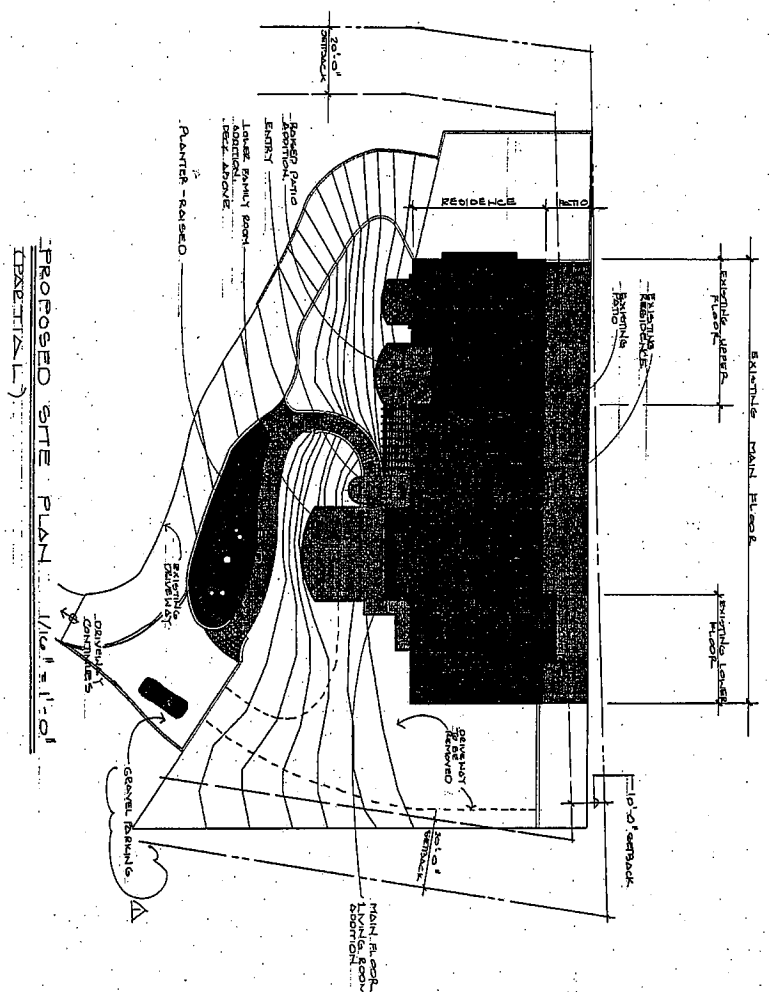 20'-0"
SETBACK
RAISED PATIO
ADDITION
ENTRY
LOWER FAMILY ROOM
ADDITION,
DECK ABOVE
PLANTER - RAISED
RESIDENCE
PATIO
EXISTING UPPER
FLOOR
EXISTING MAIN FLOOR
EXISTING LOWER
FLOOR
EXISTING
RESIDENCE
EXISTING
PATIO
EXISTING
DRIVEWAY
DRIVEWAY
CONTINUES
DRIVEWAY
TO BE
REMOVED
10'-0" SETBACK
20'-0"
SETBACK
GRAVEL PARKING
MAIN FLOOR
LIVING ROOM
ADDITION
PROPOSED SITE PLAN 1/16" = 1'-0"
(PARTIAL)